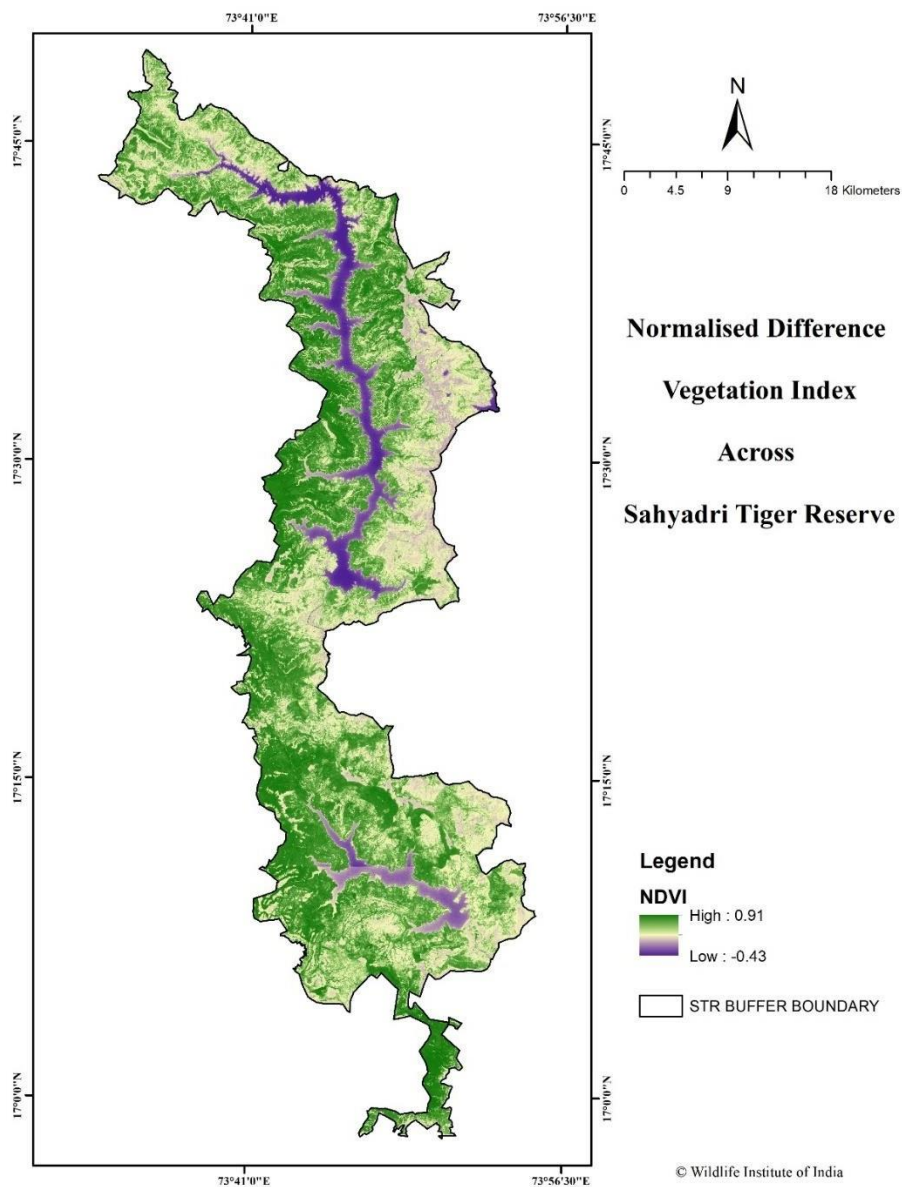 73°41'0"E
73°56'30"E
17°45'0"N
17°45'0"N
N
0 4.5 9 18 Kilometers
Normalised Difference
Vegetation Index
Across
Sahyadri Tiger Reserve
17°30'0"N
17°30'0"N
17°15'0"N
17°15'0"N
Legend
NDVI
High : 0.91
Low : -0.43
STR BUFFER BOUNDARY
17°0'0"N
17°0'0"N
73°41'0"E
73°56'30"E
© Wildlife Institute of India